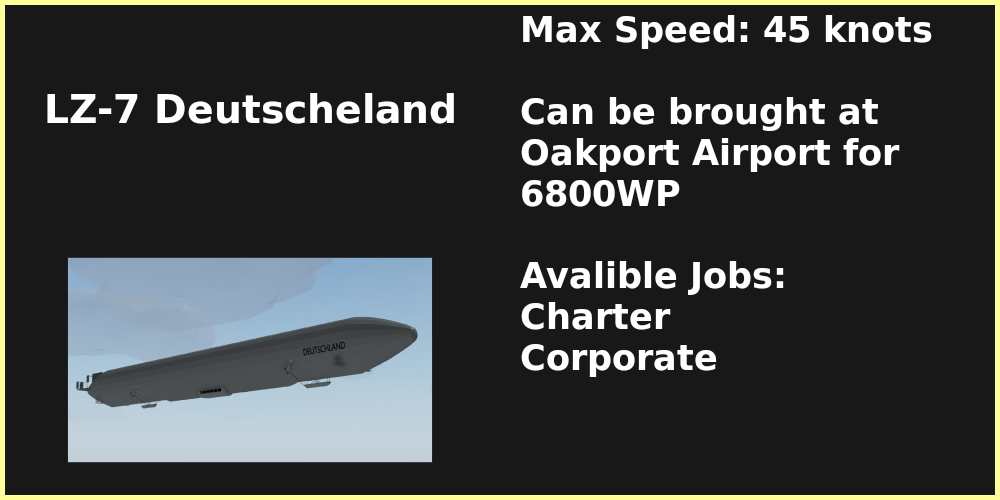 LZ-7 Deutscheland
DEUTSCHLAND
Max Speed: 45 knots
Can be brought at
Oakport Airport for
6800WP
Avalible Jobs:
Charter
Corporate